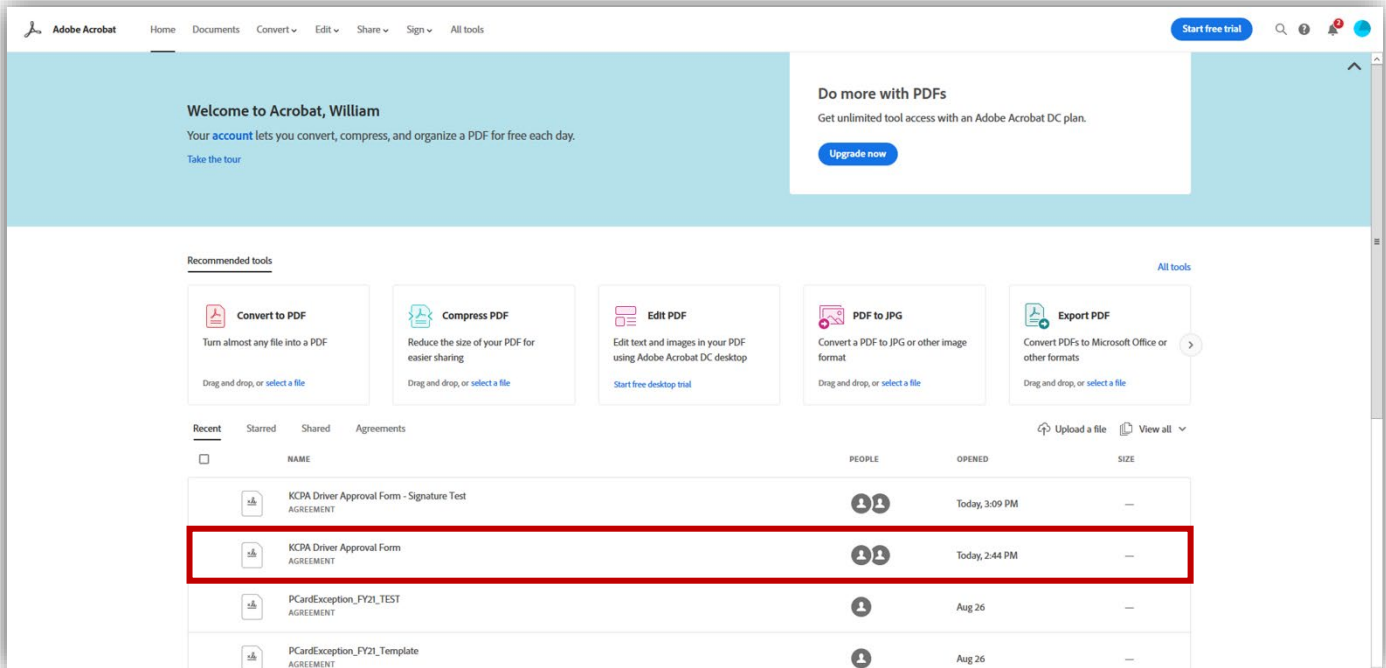 Adobe Acrobat Home Documents Convert Edit Share Sign All tools Start free trial 2
Welcome to Acrobat, William
Your account lets you convert, compress, and organize a PDF for free each day.
Take the tour
Do more with PDFs
Get unlimited tool access with an Adobe Acrobat DC plan.
Upgrade now
Recommended tools
All tools
Convert to PDF
Turn almost any file into a PDF
Drag and drop, or select a file
Compress PDF
Reduce the size of your PDF for
easier sharing
Drag and drop, or select a file
Edit PDF
Edit text and images in your PDF
using Adobe Acrobat DC desktop
Start free desktop trial
PDF to JPG
Convert a PDF to JPG or other image
format
Drag and drop, or select a file
Export PDF
Convert PDFs to Microsoft Office or
other formats
Drag and drop, or select a file
Recent Starred Shared Agreements Upload a file View all
NAME PEOPLE OPENED SIZE
KCPA Driver Approval Form - Signature Test
AGREEMENT
Today, 3:09 PM —
KCPA Driver Approval Form
AGREEMENT
Today, 2:44 PM —
PCardException_FY21_TEST
AGREEMENT
Aug 26 —
PCardException_FY21_Template
AGREEMENT
Aug 26 —